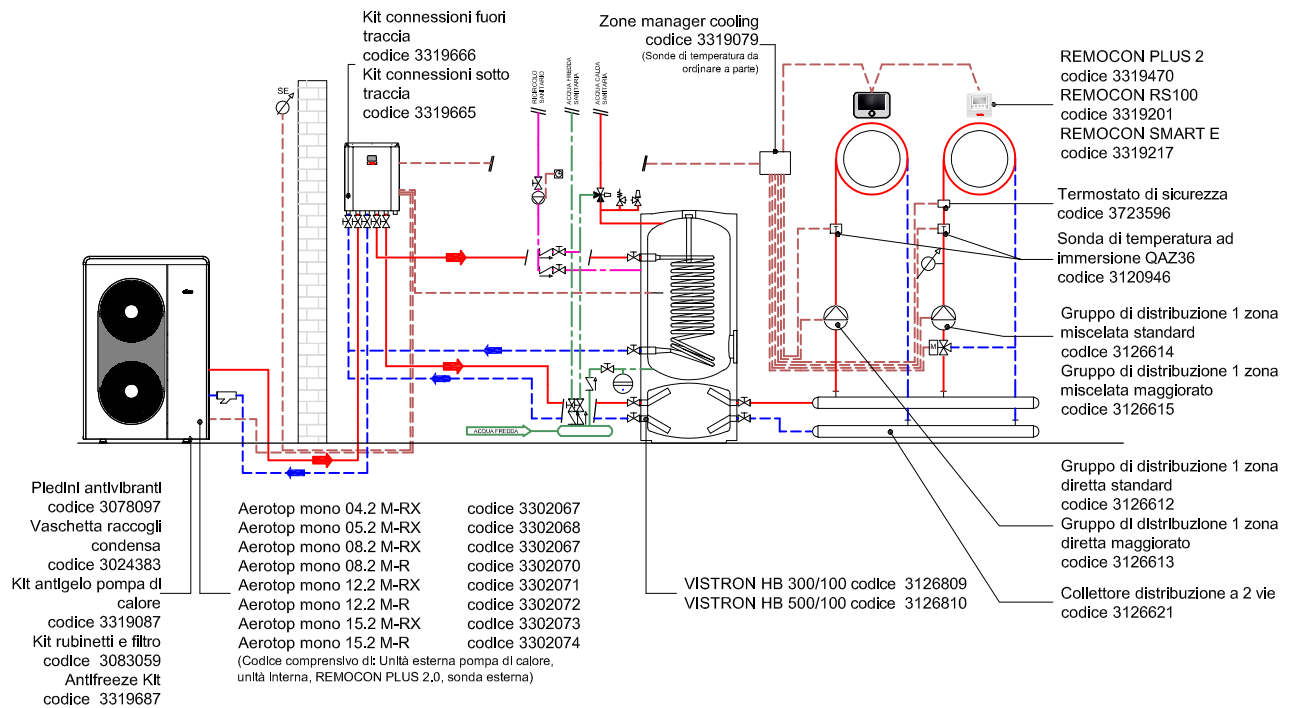 Kit connessioni fuori
traccia
codice 3319666
Kit connessioni sotto
traccia
codice 3319665
Zone manager cooling
codice 3319079
(Sonde di temperatura da
ordinare a parte)
REMOCON PLUS 2
codice 3319470
REMOCON RS100
codice 3319201
REMOCON SMART E
codice 3319217
SE
RICIRCOLO
SANITARIO
ACQUA FREDDA
SANITARIA
ACQUA CALDA
SANITARIA
Termostato di sicurezza
codice 3723596
Sonda di temperatura ad
immersione QAZ36
codice 3120946
T
T
M
Gruppo di distribuzione 1 zona
miscelata standard
codice 3126614
Gruppo di distribuzione 1 zona
miscelata maggiorato
codice 3126615
ACQUA FREDDA
Gruppo di distribuzione 1 zona
diretta standard
codice 3126612
Gruppo di distribuzione 1 zona
diretta maggiorato
codice 3126613
Collettore distribuzione a 2 vie
codice 3126621
Piedini antivibranti
codice 3078097
Vaschetta raccogli
condensa
codice 3024383
Kit antigelo pompa di
calore
codice 3319087
Kit rubinetti e filtro
codice 3083059
Antifreeze Kit
codice 3319687
Aerotop mono 04.2 M-RX codice 3302067
Aerotop mono 05.2 M-RX codice 3302068
Aerotop mono 08.2 M-RX codice 3302067
Aerotop mono 08.2 M-R codice 3302070
Aerotop mono 12.2 M-RX codice 3302071
Aerotop mono 12.2 M-R codice 3302072
Aerotop mono 15.2 M-RX codice 3302073
Aerotop mono 15.2 M-R codice 3302074
(Codice comprensivo di: Unità esterna pompa di calore,
unità interna, REMOCON PLUS 2.0, sonda esterna)
VISTRON HB 300/100 codice 3126809
VISTRON HB 500/100 codice 3126810